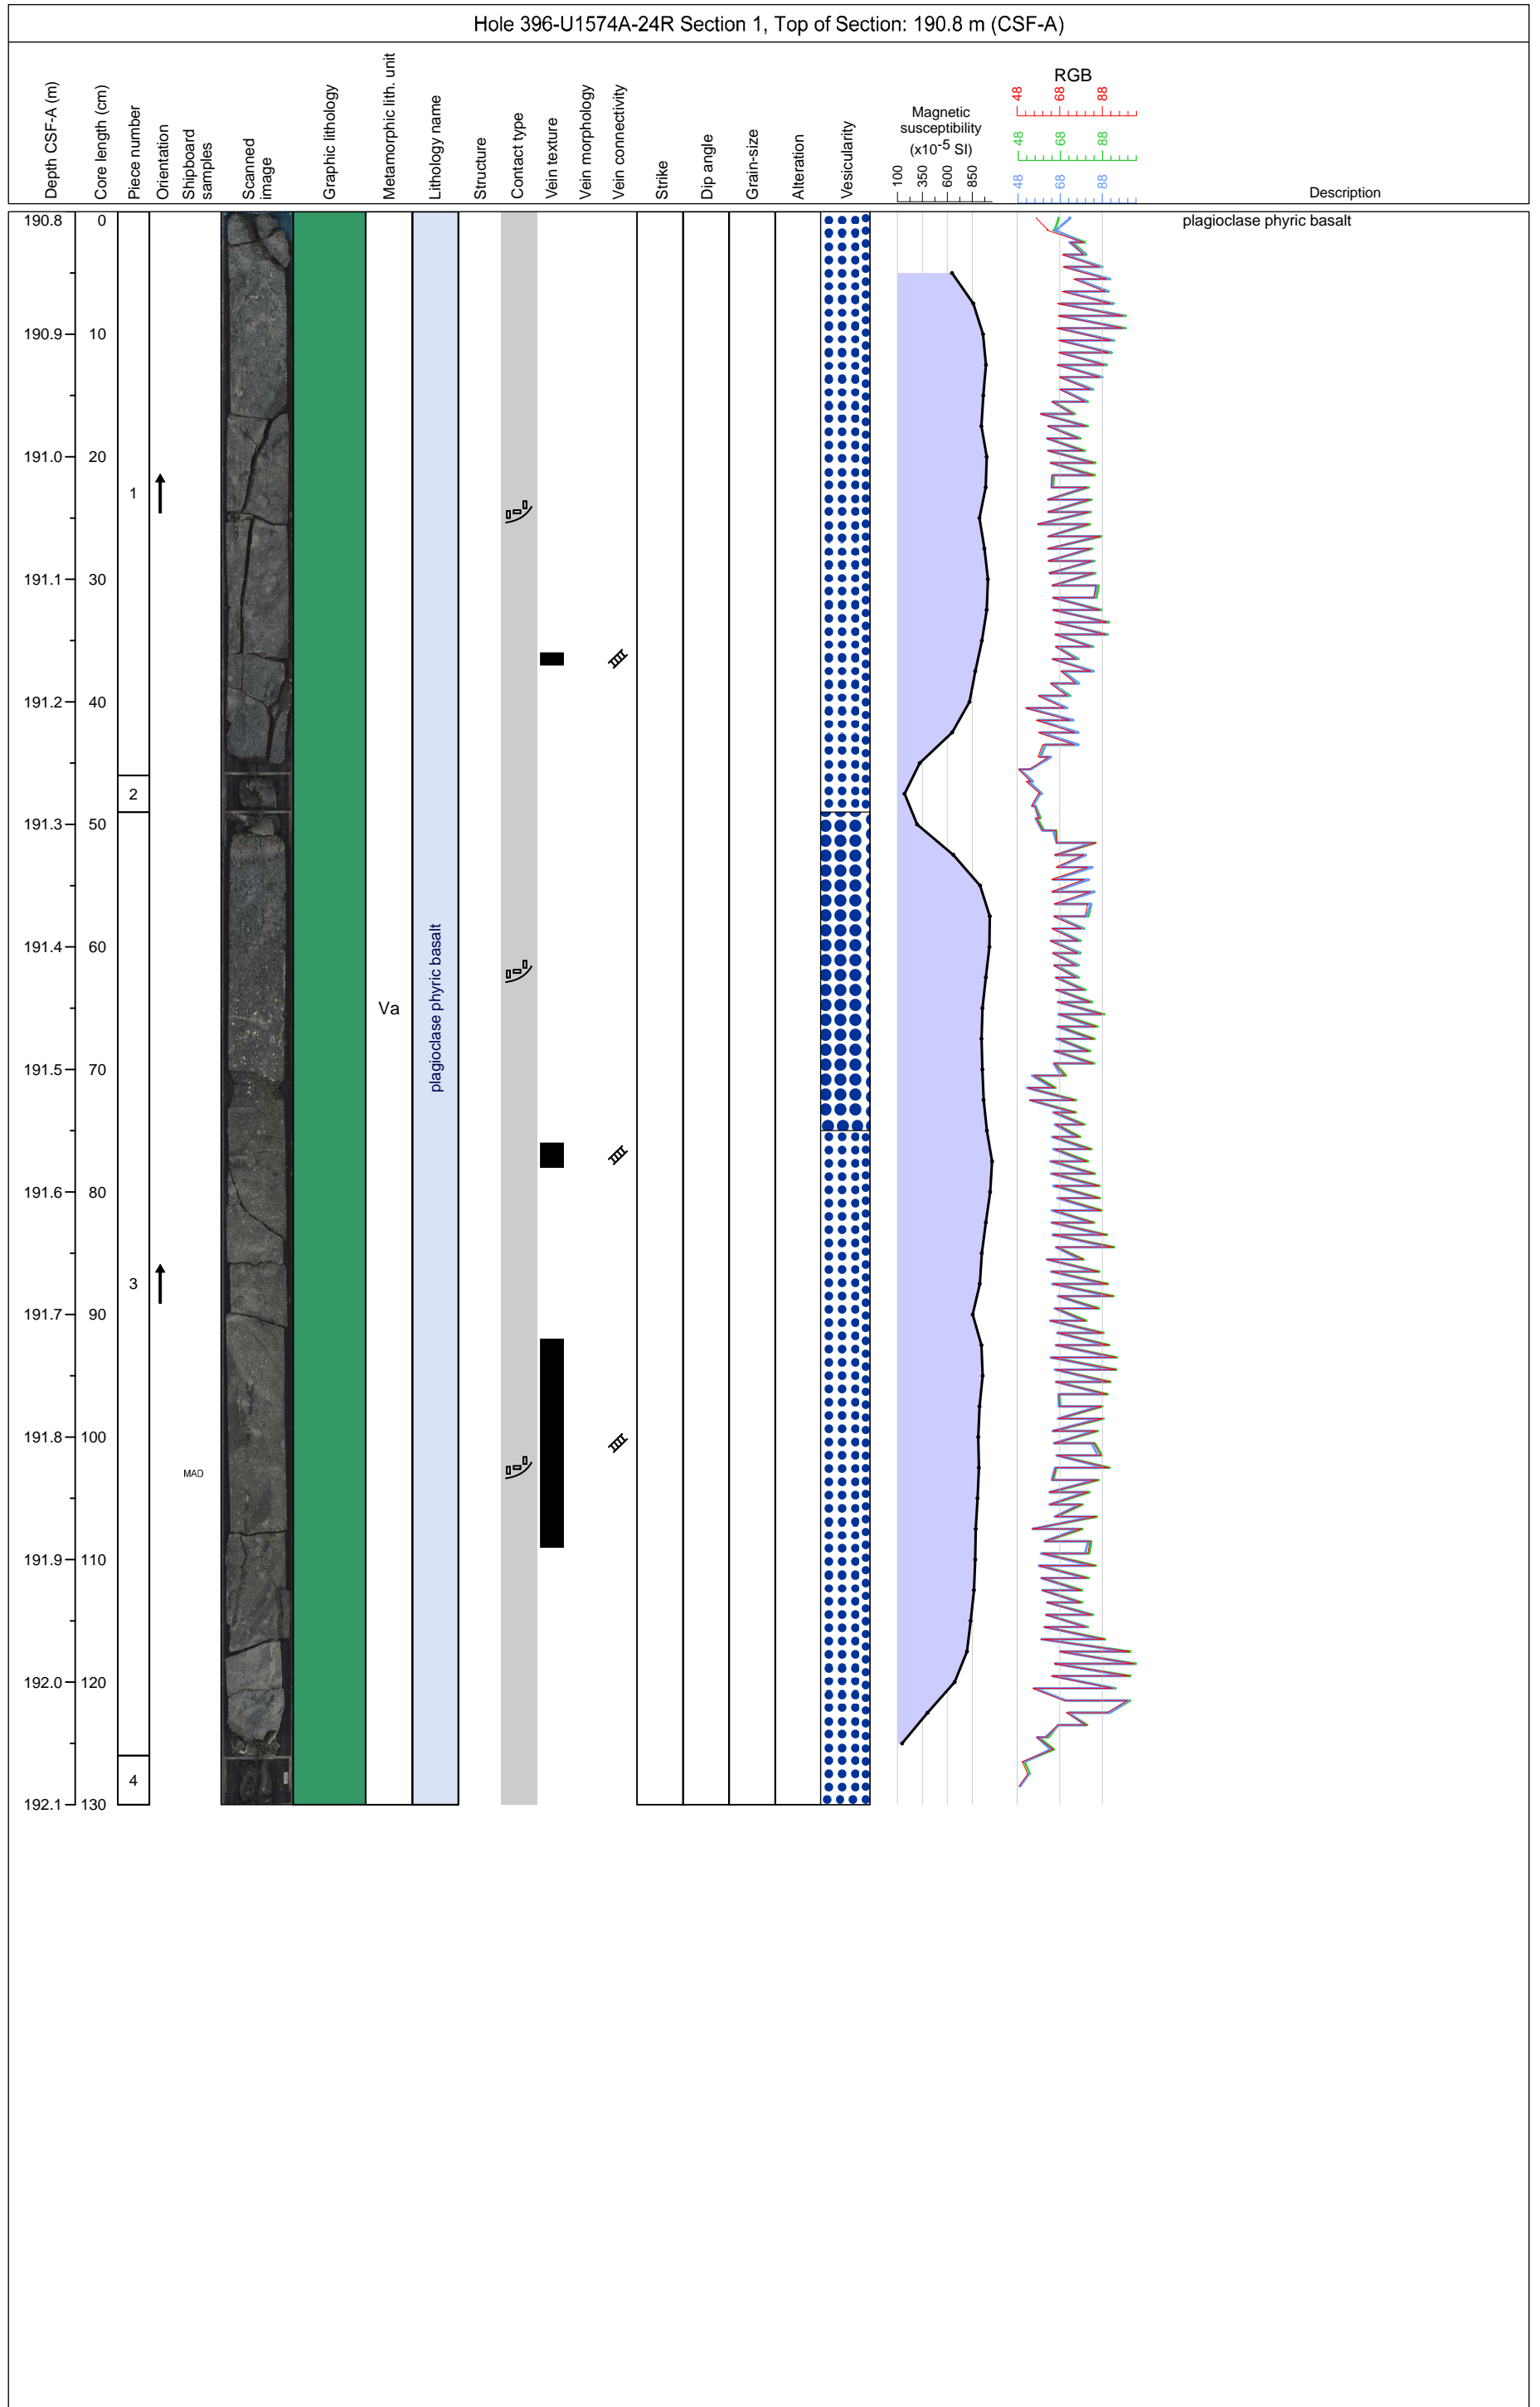 Hole 396-U1574A-24R Section 1, Top of Section: 190.8 m (CSF-A)
Depth CSF-A (m)
Core length (cm)
Piece number
Orientation
Shipboard
samples
Scanned
image
Graphic lithology
Metamorphic lith. unit
Lithology name
Structure
Contact type
Vein texture
Vein morphology
Vein connectivity
Strike
Dip angle
Grain-size
Alteration
Vesicularity
Magnetic
susceptibility
(x10-5 SI)
100 350 600 850
RGB
48 68 88
48 68 88
48 68 88
Description
190.8 0
plagioclase phyric basalt
190.9 10
191.0 20
1
191.1 30
191.2 40
2
191.3 50
191.4 60
plagioclase phyric basalt
Va
191.5 70
191.6 80
3
191.7 90
191.8 100
MAD
191.9 110
192.0 120
4
192.1 130